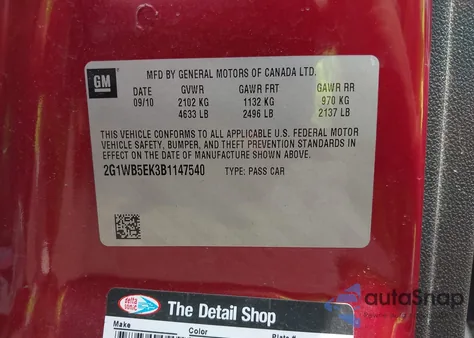 GM
MFD BY GENERAL MOTORS OF CANADA LTD.
DATE GVWR GAWR FRT GAWR RR
09/10 2102 KG 1132 KG 970 KG
4633 LB 2496 LB 2137 LB
THIS VEHICLE CONFORMS TO ALL APPLICABLE U.S. FEDERAL MOTOR
VEHICLE SAFETY, BUMPER, AND THEFT PREVENTION STANDARDS IN
EFFECT ON THE DATE OF MANUFACTURE SHOWN ABOVE.
2G1WB5EK3B1147540 TYPE: PASS CAR
delta sonic The Detail Shop
Make Color
autoSnap